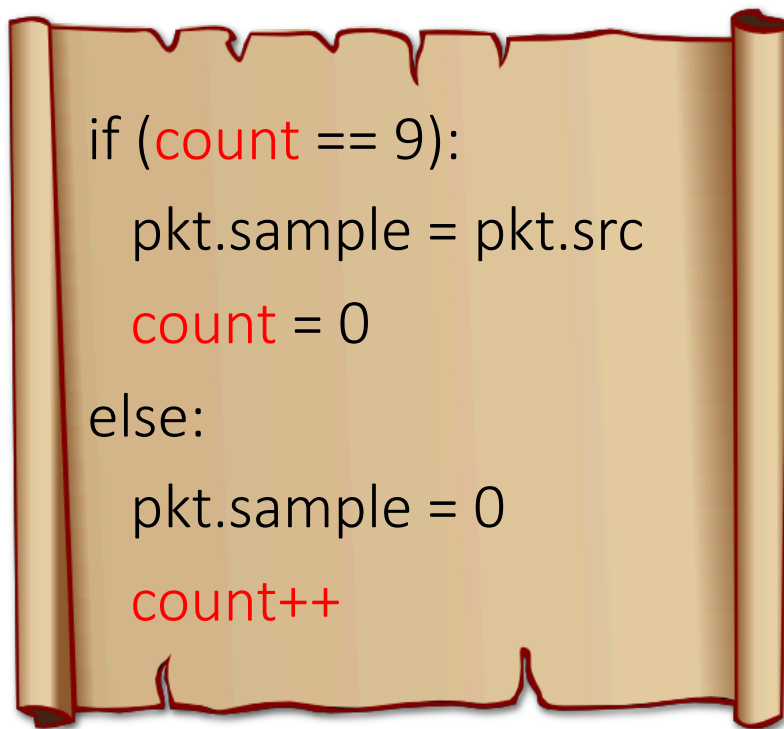 if (count == 9):
pkt.sample = pkt.src
count = 0
else:
pkt.sample = 0
count++